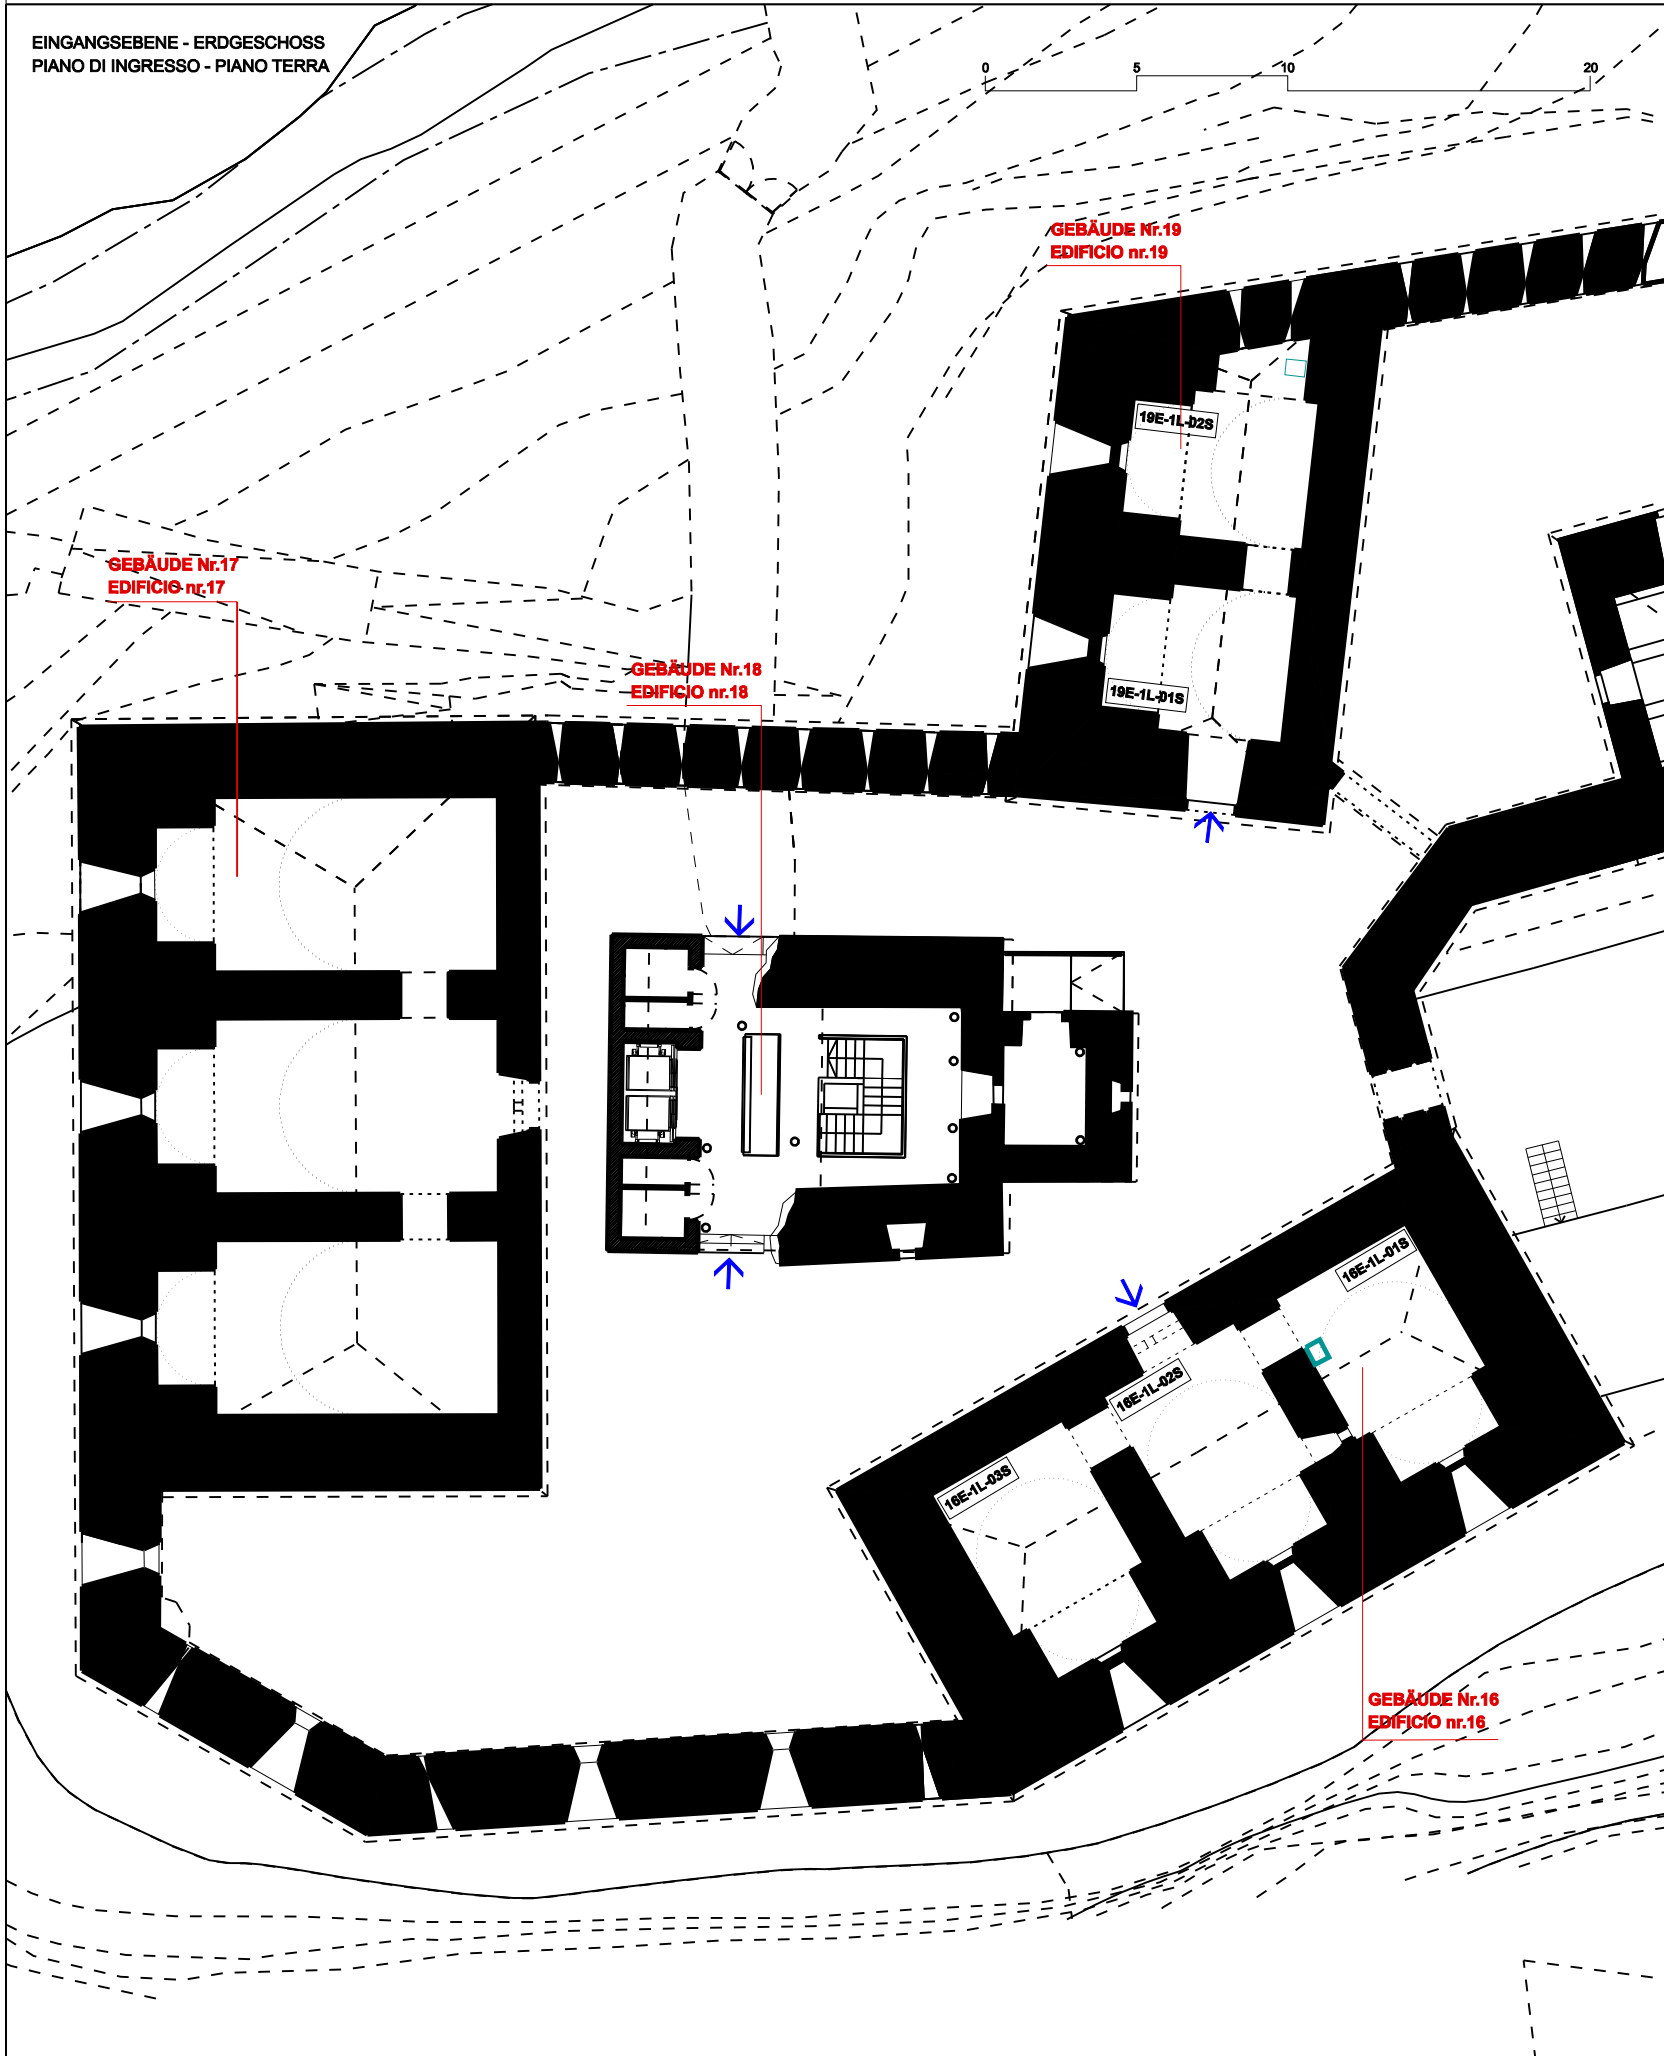 EINGANGSEBENE - ERDGESCHOSS
PIANO DI INGRESSO - PIANO TERRA
0 5 10 20
GEBÄUDE Nr.19
EDIFICIO nr.19
19E-1L-02S
GEBÄUDE Nr.17
EDIFICIO nr.17
GEBÄUDE Nr.18
EDIFICIO nr.18
19E-1L-01S
16E-1L-01S
16E-1L-02S
16E-1L-03S
GEBÄUDE Nr.16
EDIFICIO nr.16